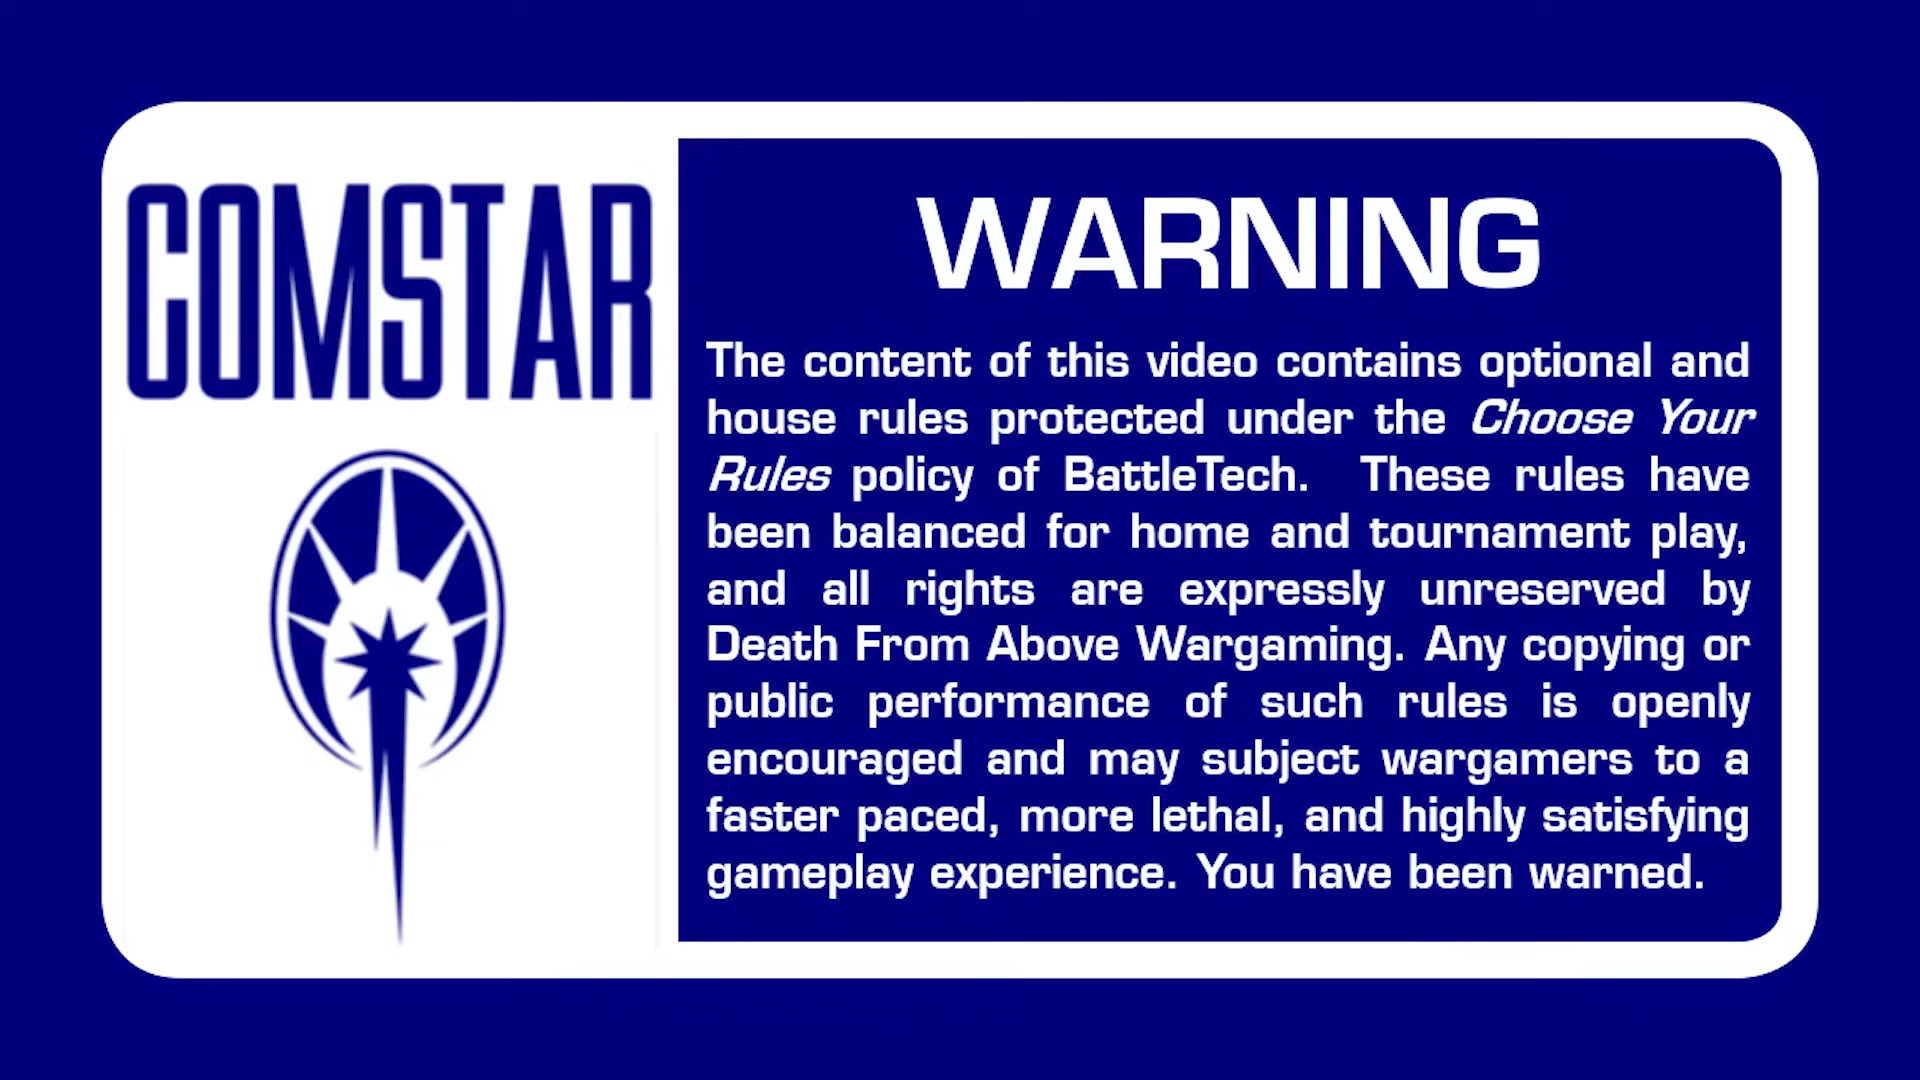 COMSTAR
WARNING
The content of this video contains optional and
house rules protected under the Choose Your
Rules policy of BattleTech. These rules have
been balanced for home and tournament play,
and all rights are expressly unreserved by
Death From Above Wargaming. Any copying or
public performance of such rules is openly
encouraged and may subject wargamers to a
faster paced, more lethal, and highly satisfying
gameplay experience. You have been warned.